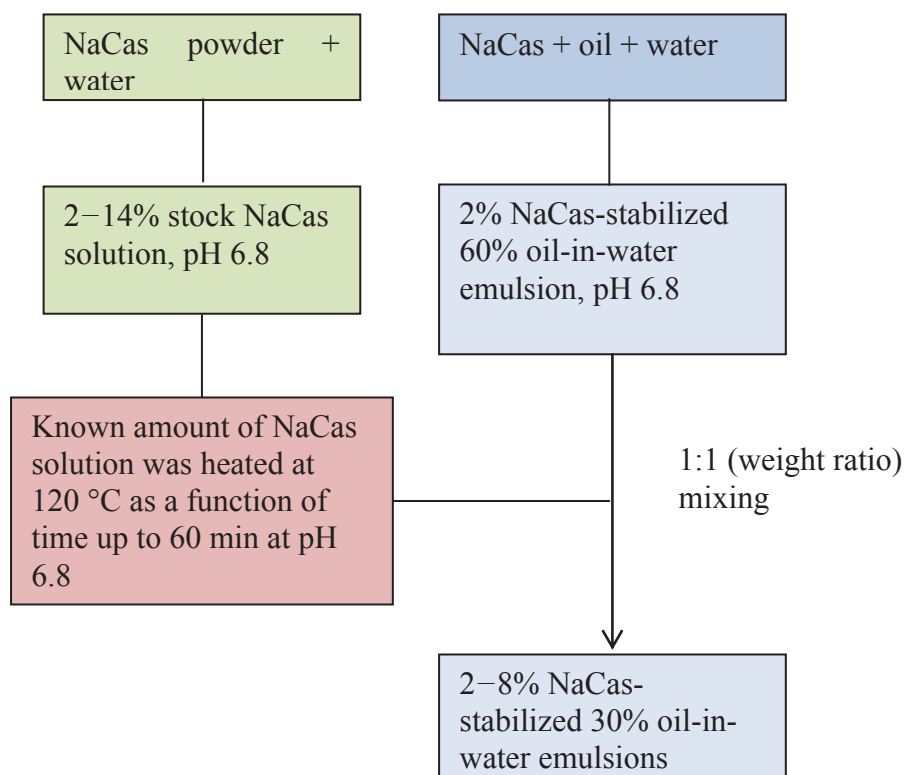 NaCas powder +
water
NaCas + oil + water
2−14% stock NaCas
solution, pH 6.8
2% NaCas-stabilized
60% oil-in-water
emulsion, pH 6.8
Known amount of NaCas
solution was heated at
120 °C as a function of
time up to 60 min at pH
6.8
1:1 (weight ratio)
mixing
2−8% NaCas-
stabilized 30% oil-in-
water emulsions